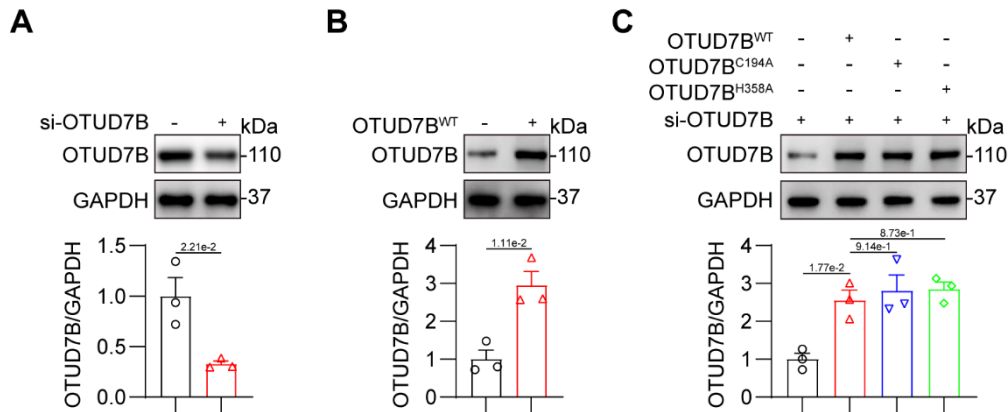 A
si-OTUD7B - + kDa
OTUD7B -110
GAPDH -37
OTUD7B/GAPDH
1.5
1.0
0.5
0.0
2.21e-2
B
OTUD7B^WT - + kDa
OTUD7B -110
GAPDH -37
OTUD7B/GAPDH
4
3
2
1
0
1.11e-2
C
OTUD7B^WT - + - -
OTUD7B^C194A - - + -
OTUD7B^H358A - - - +
si-OTUD7B + + + + kDa
OTUD7B -110
GAPDH -37
OTUD7B/GAPDH
4
3
2
1
0
8.73e-1
9.14e-1
1.77e-2